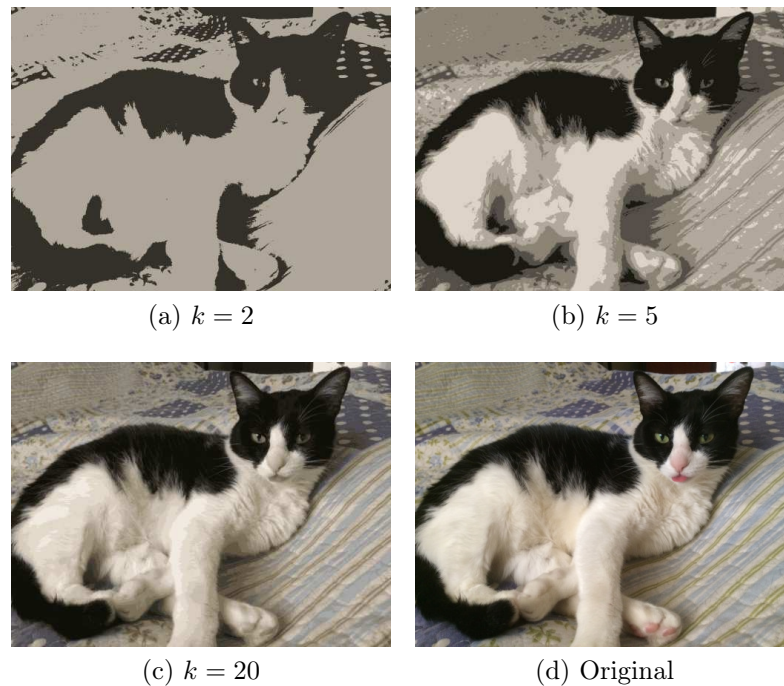 (a) k = 2
(b) k = 5
(c) k = 20
(d) Original